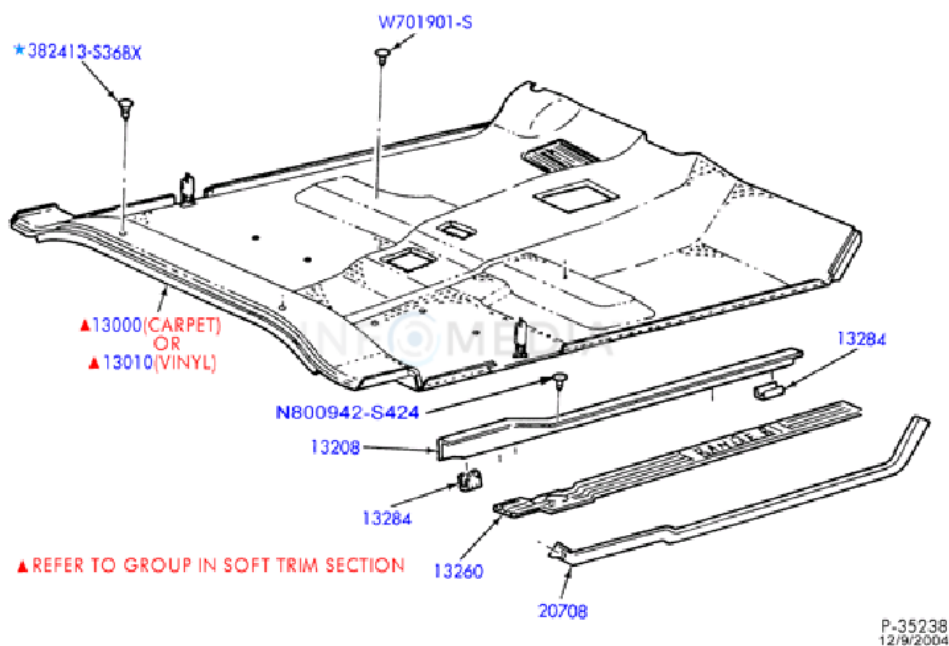 W701901-S
★382413-S368X
▲13000(CARPET)
OR
▲13010(VINYL)
INFOMEDIA
13284
N800942-S424
13208
13284
13260
▲REFER TO GROUP IN SOFT TRIM SECTION
20708
P-35238
12/9/2004